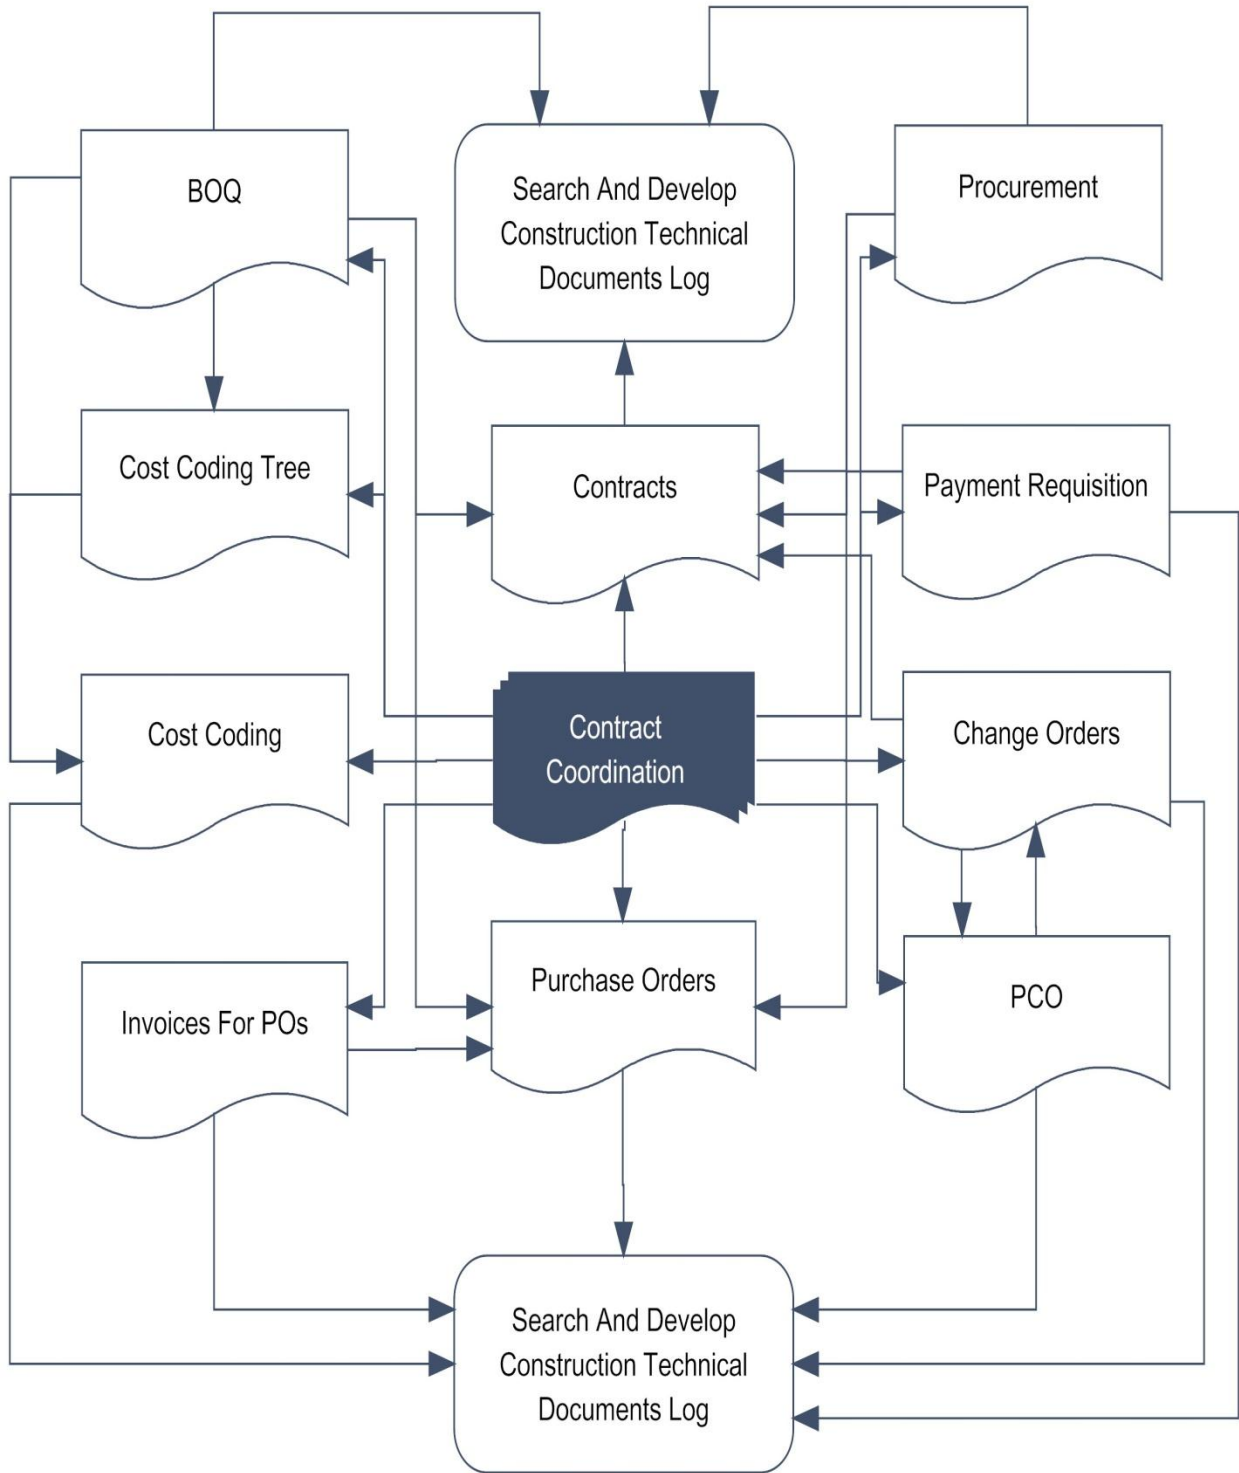 BOQ
Search And Develop
Construction Technical
Documents Log
Procurement
Cost Coding Tree
Contracts
Payment Requisition
Cost Coding
Contract
Coordination
Change Orders
Invoices For POs
Purchase Orders
PCO
Search And Develop
Construction Technical
Documents Log